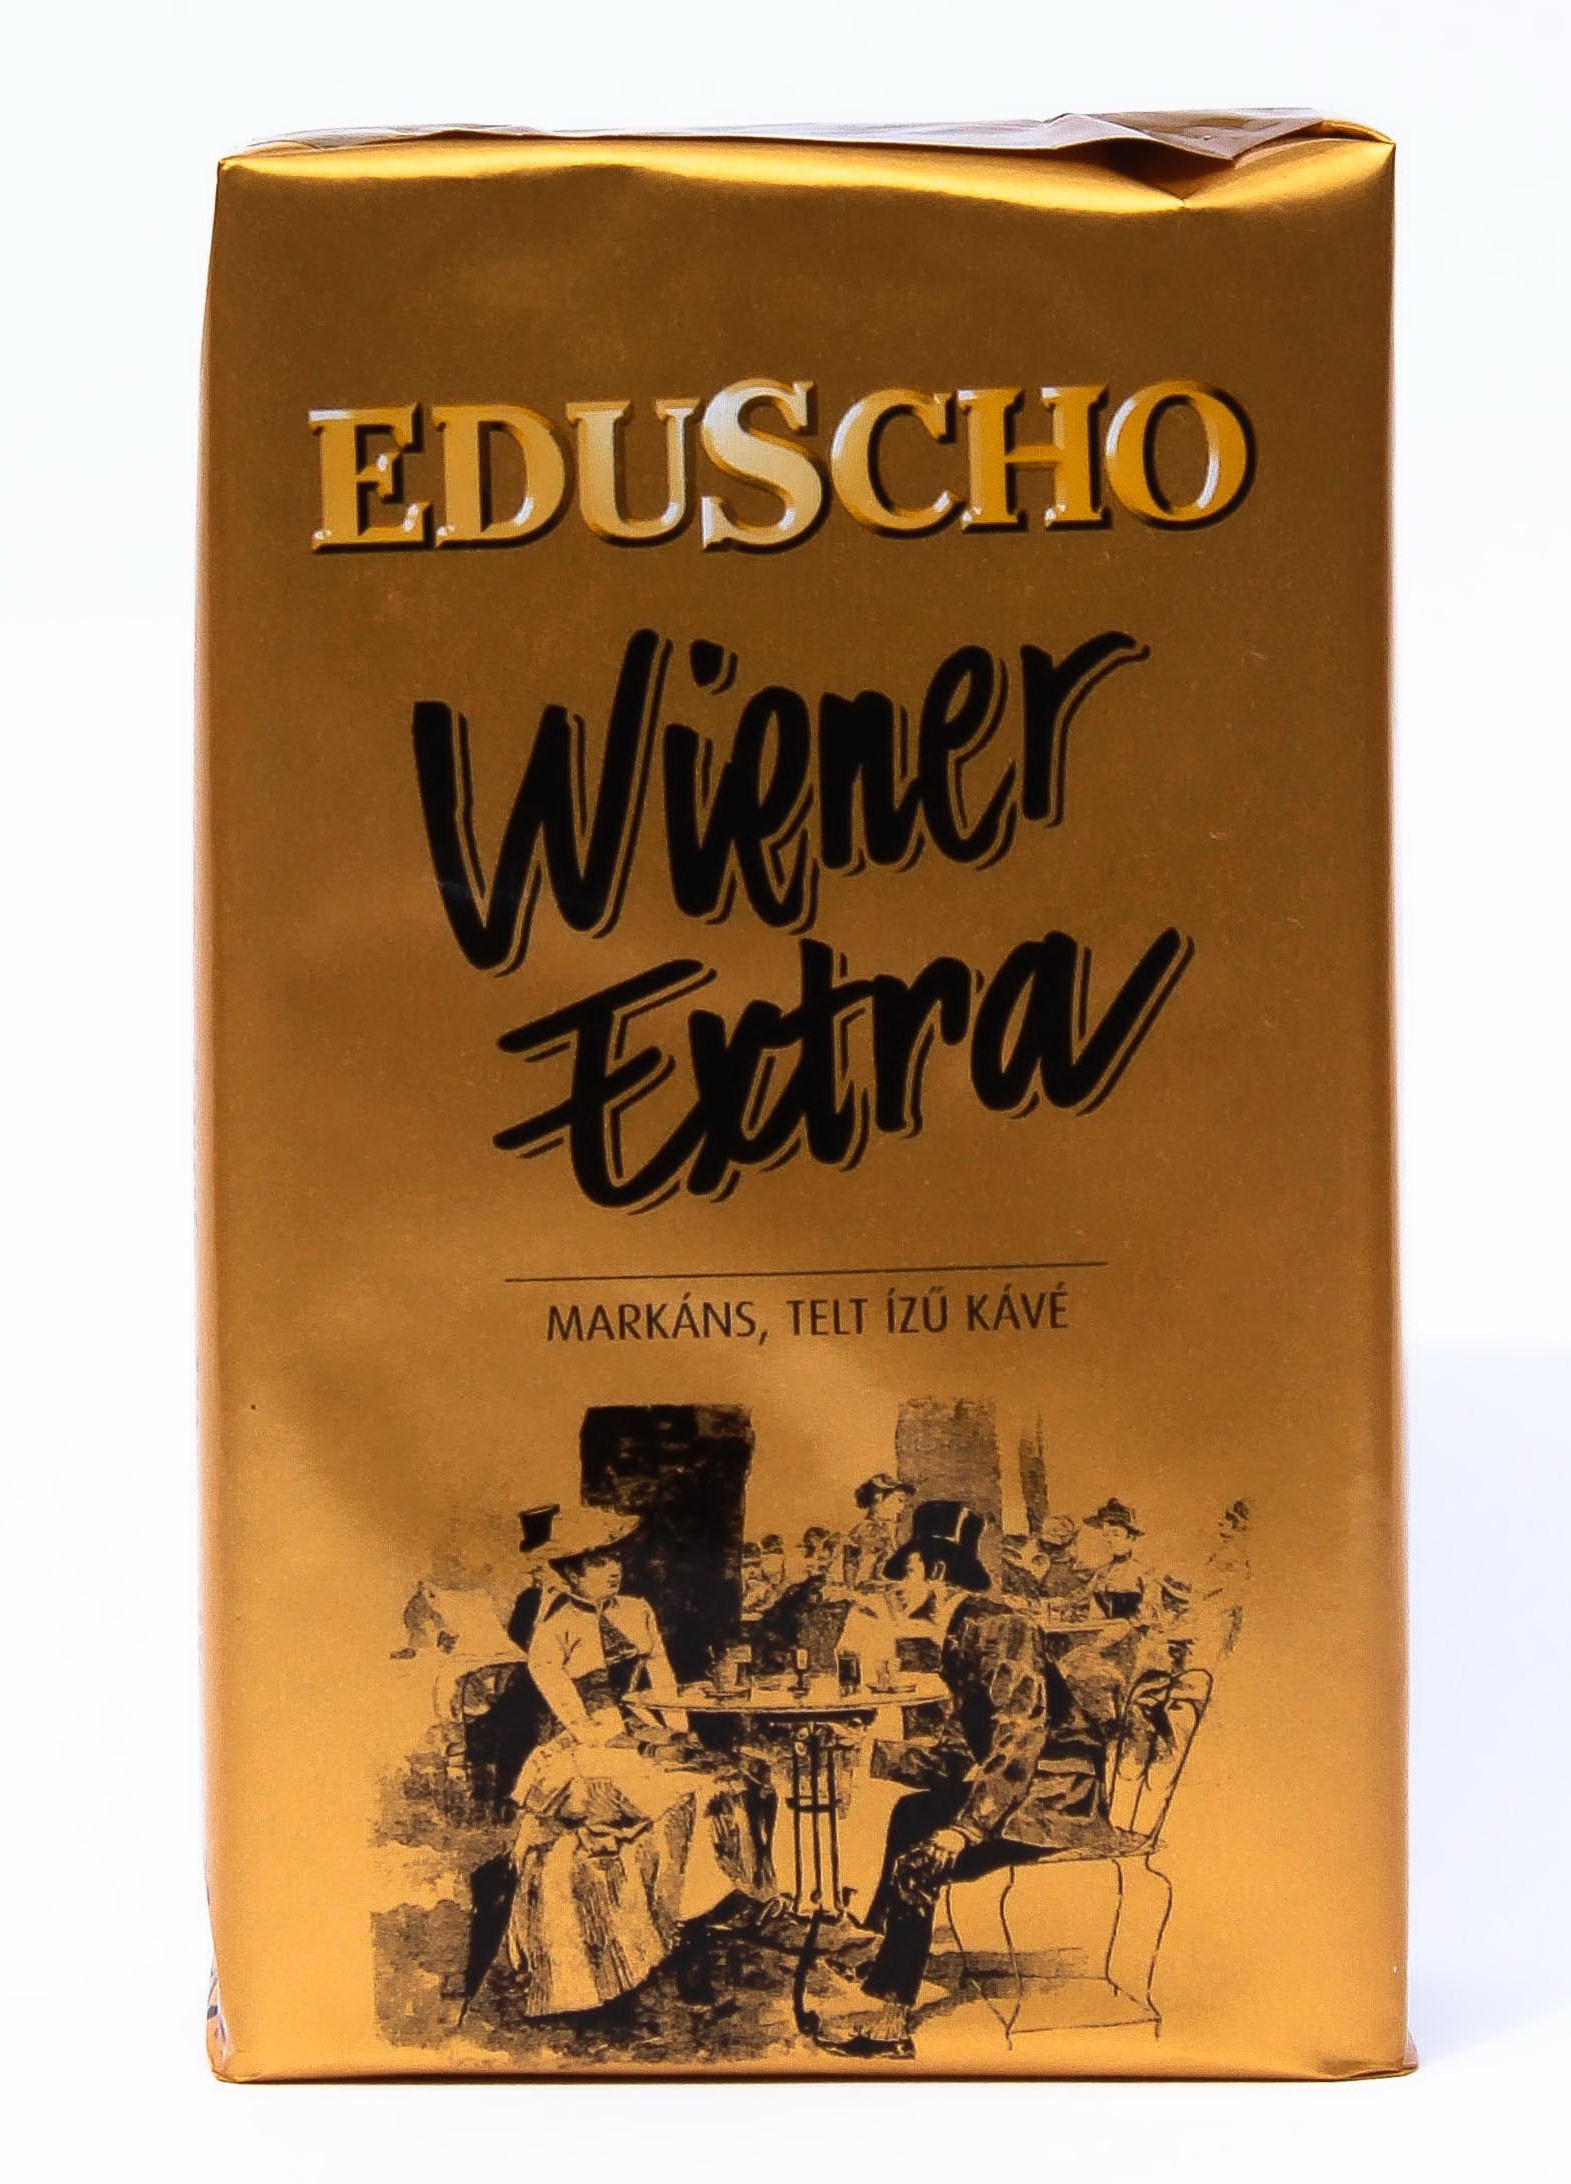 EDUSCHO
Wiener
Extra
MARKÁNS, TELT ÍZŰ KÁVÉ